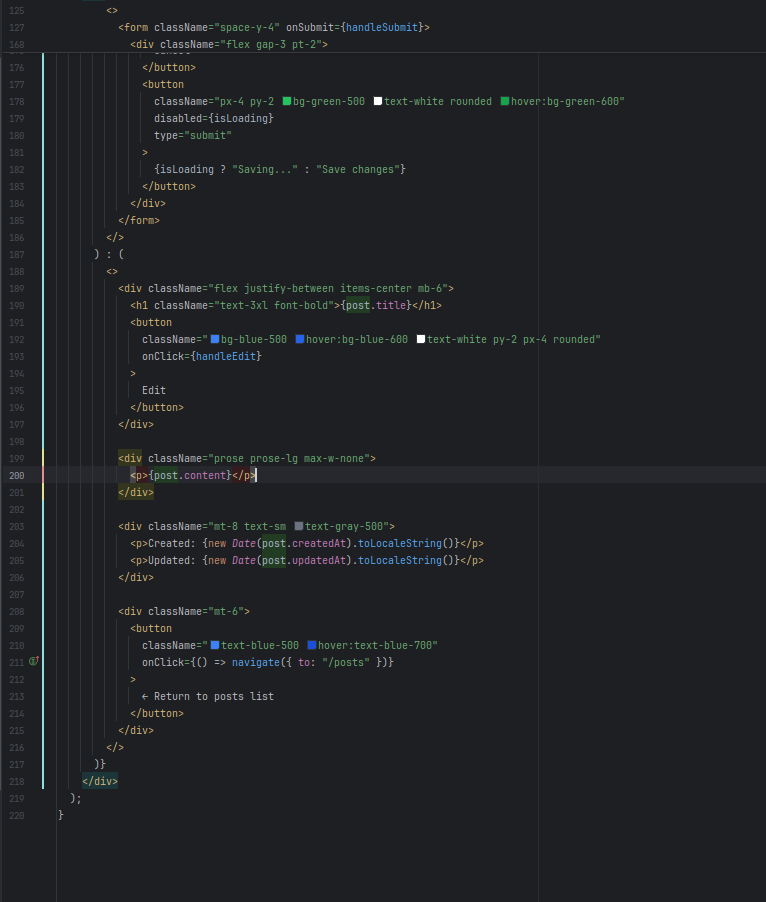 125 <>
127 <form className="space-y-4" onSubmit={handleSubmit}>
168 <div className="flex gap-3 pt-2">
176 </button>
177 <button
178 className="px-4 py-2 bg-green-500 text-white rounded hover:bg-green-600"
179 disabled={isLoading}
180 type="submit"
181 >
182 {isLoading ? "Saving..." : "Save changes"}
183 </button>
184 </div>
185 </form>
186 </>
187 ) : (
188 <>
189 <div className="flex justify-between items-center mb-6">
190 <h1 className="text-3xl font-bold">{post.title}</h1>
191 <button
192 className="bg-blue-500 hover:bg-blue-600 text-white py-2 px-4 rounded"
193 onClick={handleEdit}
194 >
195 Edit
196 </button>
197 </div>
198
199 <div className="prose prose-lg max-w-none">
200 <p>{post.content}</p>
201 </div>
202
203 <div className="mt-8 text-sm text-gray-500">
204 <p>Created: {new Date(post.createdAt).toLocaleString()}</p>
205 <p>Updated: {new Date(post.updatedAt).toLocaleString()}</p>
206 </div>
207
208 <div className="mt-6">
209 <button
210 className="text-blue-500 hover:text-blue-700"
211 onClick={() => navigate({ to: "/posts" })}
212 >
213 ← Return to posts list
214 </button>
215 </div>
216 </>
217 )}
218 </div>
219 );
220 }